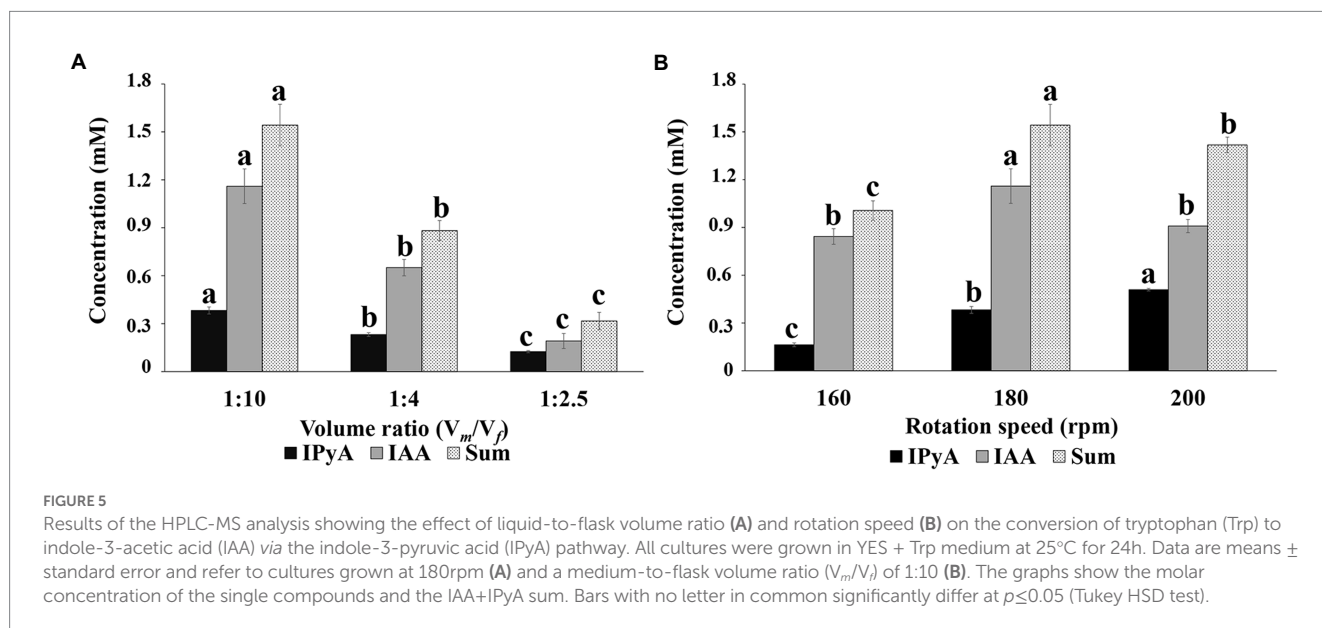 A
B
Concentration (mM)
1.8
1.5
1.2
0.9
0.6
0.3
0
a
a
a
b
b
b
c
c
c
1:10
1:4
1:2.5
Volume ratio (Vm/Vf)
IPyA
IAA
Sum
Concentration (mM)
1.8
1.5
1.2
0.9
0.6
0.3
0
c
b
c
b
a
a
a
b
b
160
180
200
Rotation speed (rpm)
IPyA
IAA
Sum
FIGURE 5
Results of the HPLC-MS analysis showing the effect of liquid-to-flask volume ratio (A) and rotation speed (B) on the conversion of tryptophan (Trp) to
indole-3-acetic acid (IAA) via the indole-3-pyruvic acid (IPyA) pathway. All cultures were grown in YES + Trp medium at 25°C for 24h. Data are means ±
standard error and refer to cultures grown at 180rpm (A) and a medium-to-flask volume ratio (Vm/Vf) of 1:10 (B). The graphs show the molar
concentration of the single compounds and the IAA+IPyA sum. Bars with no letter in common significantly differ at p≤0.05 (Tukey HSD test).